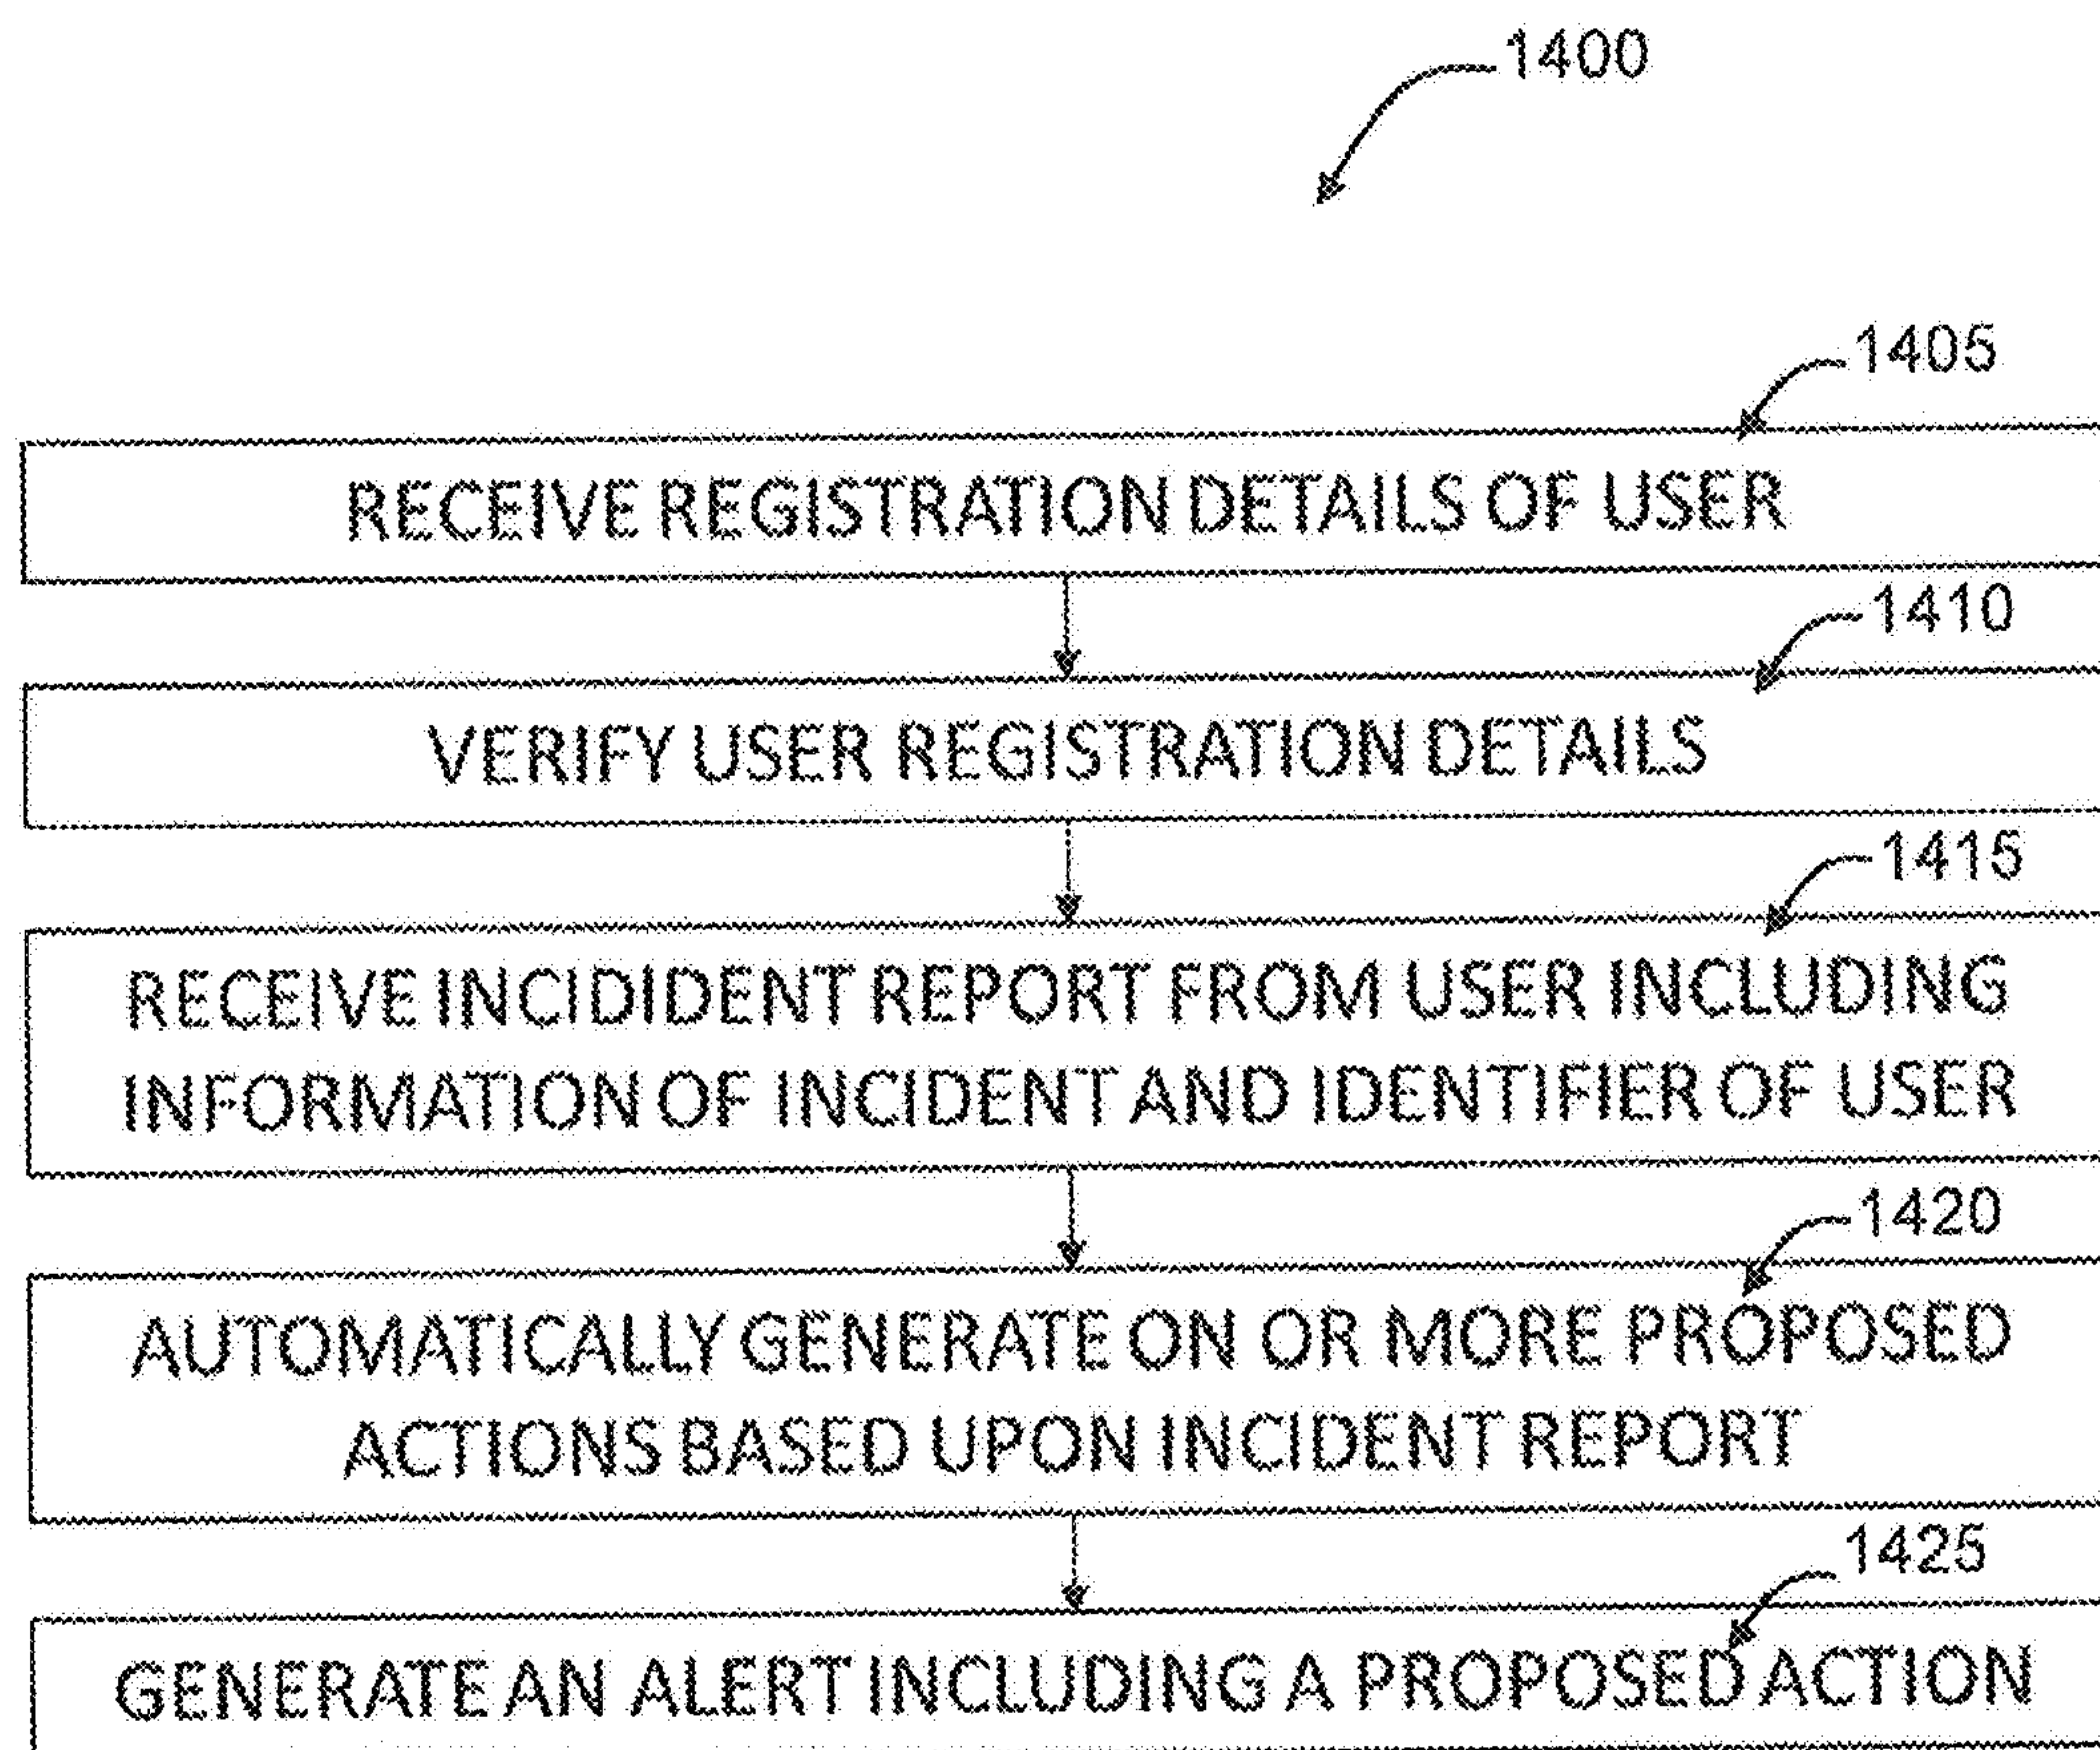 1400
1405
RECEIVE REGISTRATION DETAILS OF USER
1410
VERIFY USER REGISTRATION DETAILS
1415
RECEIVE INCIDIDENT REPORT FROM USER INCLUDING
INFORMATION OF INCIDENT AND IDENTIFIER OF USER
1420
AUTOMATICALLY GENERATE ON OR MORE PROPOSED
ACTIONS BASED UPON INCIDENT REPORT
1425
GENERATE AN ALERT INCLUDING A PROPOSED ACTION